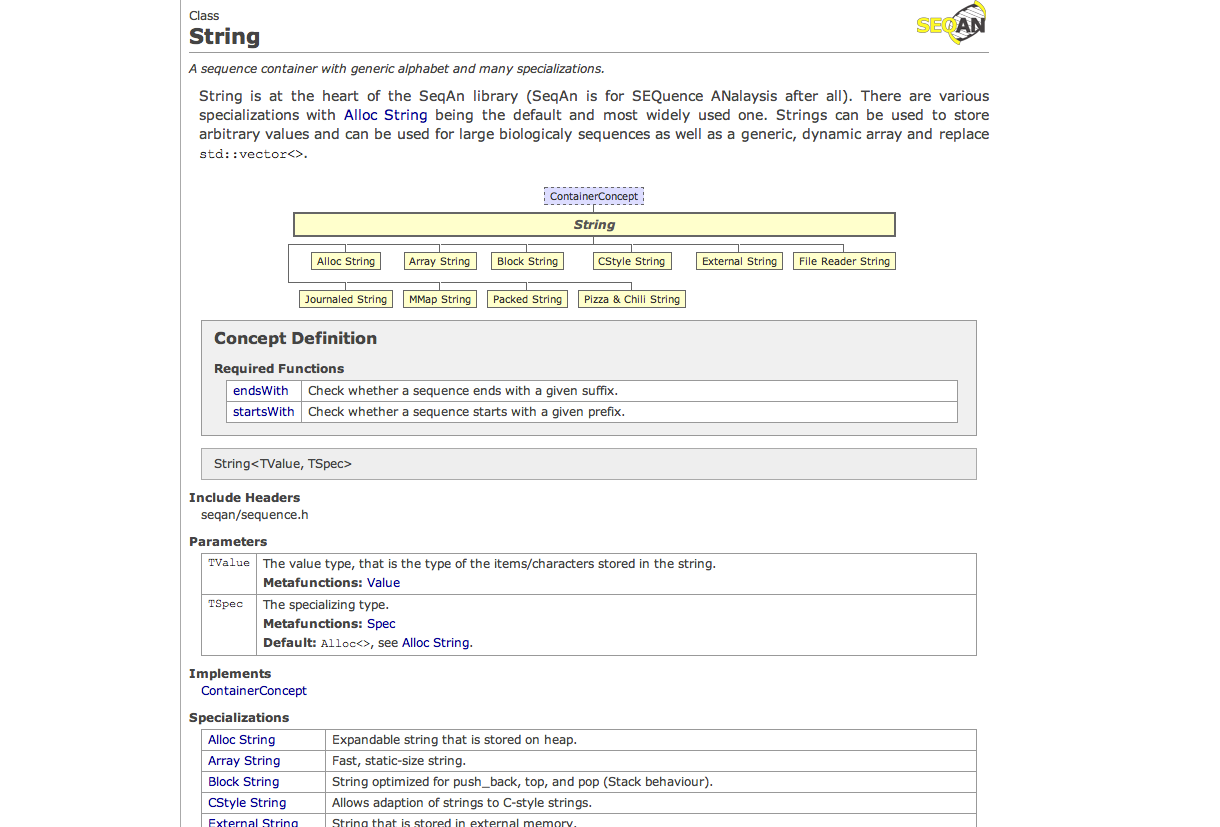 Class
String
SEQAN
A sequence container with generic alphabet and many specializations.
String is at the heart of the SeqAn library (SeqAn is for SEQuence ANalaysis after all). There are various
specializations with Alloc String being the default and most widely used one. Strings can be used to store
arbitrary values and can be used for large biologicaly sequences as well as a generic, dynamic array and replace
std::vector<>.
ContainerConcept
String
Alloc String Array String Block String CStyle String External String File Reader String
Journaled String MMap String Packed String Pizza & Chili String
Concept Definition
Required Functions
endsWith Check whether a sequence ends with a given suffix.
startsWith Check whether a sequence starts with a given prefix.
String<TValue, TSpec>
Include Headers
seqan/sequence.h
Parameters
TValue The value type, that is the type of the items/characters stored in the string.
Metafunctions: Value
TSpec The specializing type.
Metafunctions: Spec
Default: Alloc<>, see Alloc String.
Implements
ContainerConcept
Specializations
Alloc String Expandable string that is stored on heap.
Array String Fast, static-size string.
Block String String optimized for push_back, top, and pop (Stack behaviour).
CStyle String Allows adaption of strings to C-style strings.
External String String that is stored in external memory.